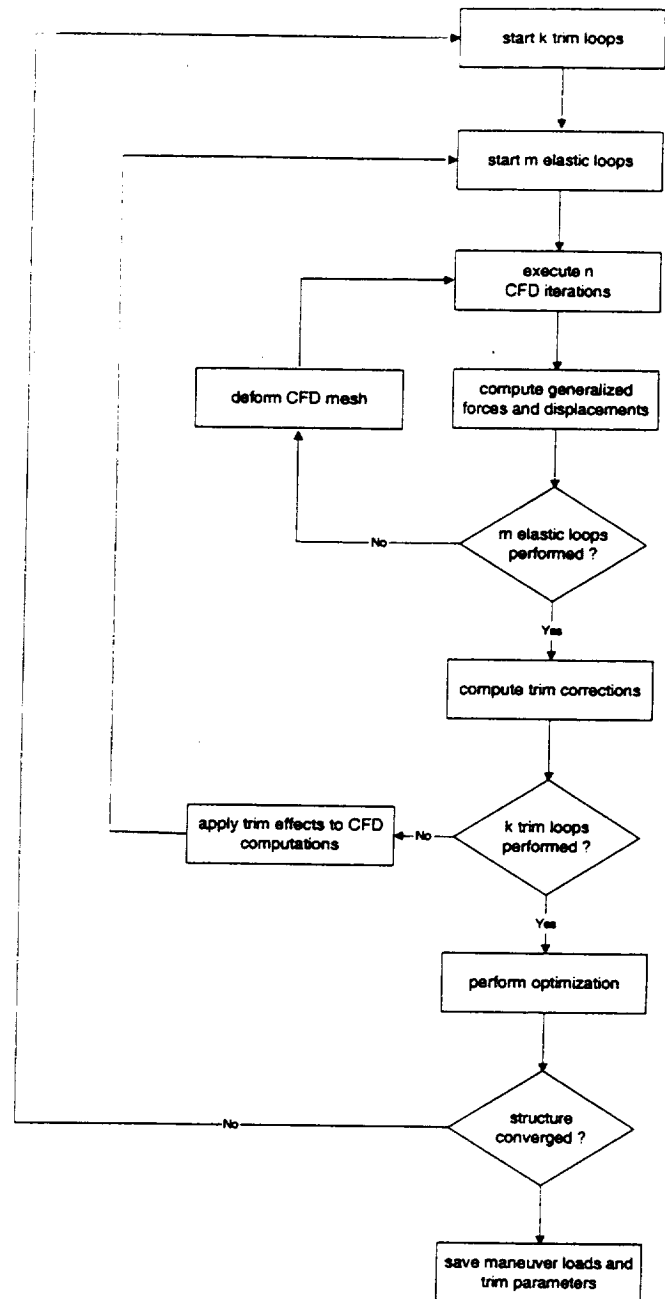 start k trim loops
start m elastic loops
execute n
CFD iterations
deform CFD mesh
compute generalized
forces and displacements
No
m elastic loops
performed ?
Yes
compute trim corrections
apply trim effects to CFD
computations
No
k trim loops
performed ?
Yes
perform optimization
No
structure
converged ?
save maneuver loads and
trim parameters